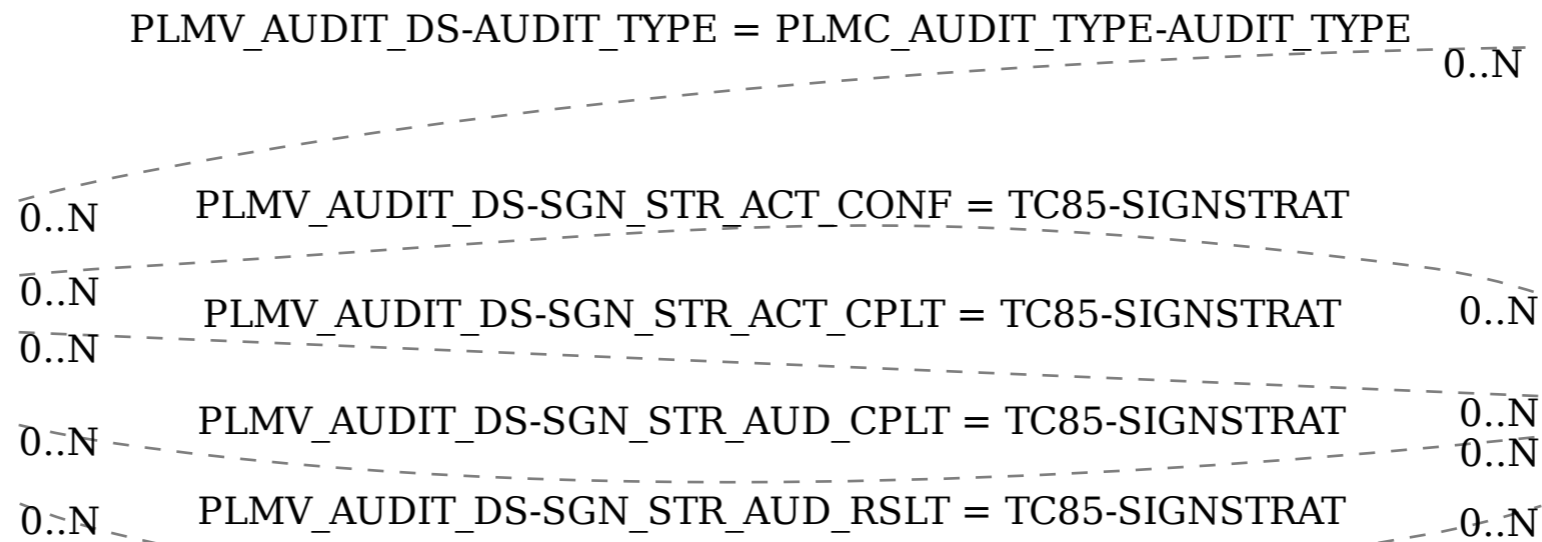 PLMV_AUDIT_DS-AUDIT_TYPE = PLMC_AUDIT_TYPE-AUDIT_TYPE
0..N
PLMV_AUDIT_DS-SGN_STR_ACT_CONF = TC85-SIGNSTRAT
0..N
0..N
PLMV_AUDIT_DS-SGN_STR_ACT_CPLT = TC85-SIGNSTRAT
0..N
0..N
PLMV_AUDIT_DS-SGN_STR_AUD_CPLT = TC85-SIGNSTRAT
0..N
0..N
0..N
PLMV_AUDIT_DS-SGN_STR_AUD_RSLT = TC85-SIGNSTRAT
0..N
0..N